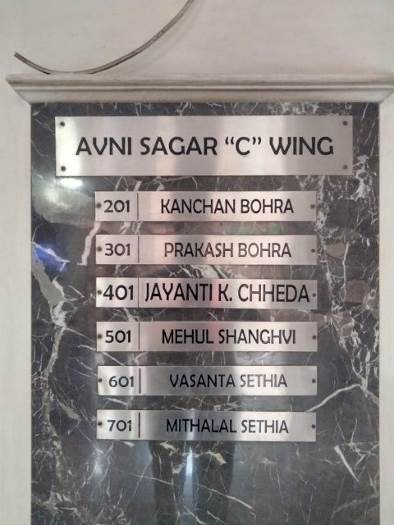 AVNI SAGAR “C” WING
201 KANCHAN BOHRA
301 PRAKASH BOHRA
401 JAYANTI K. CHHEDA
501 MEHUL SHANGHVI
601 VASANTA SETHIA
701 MITHALAL SETHIA